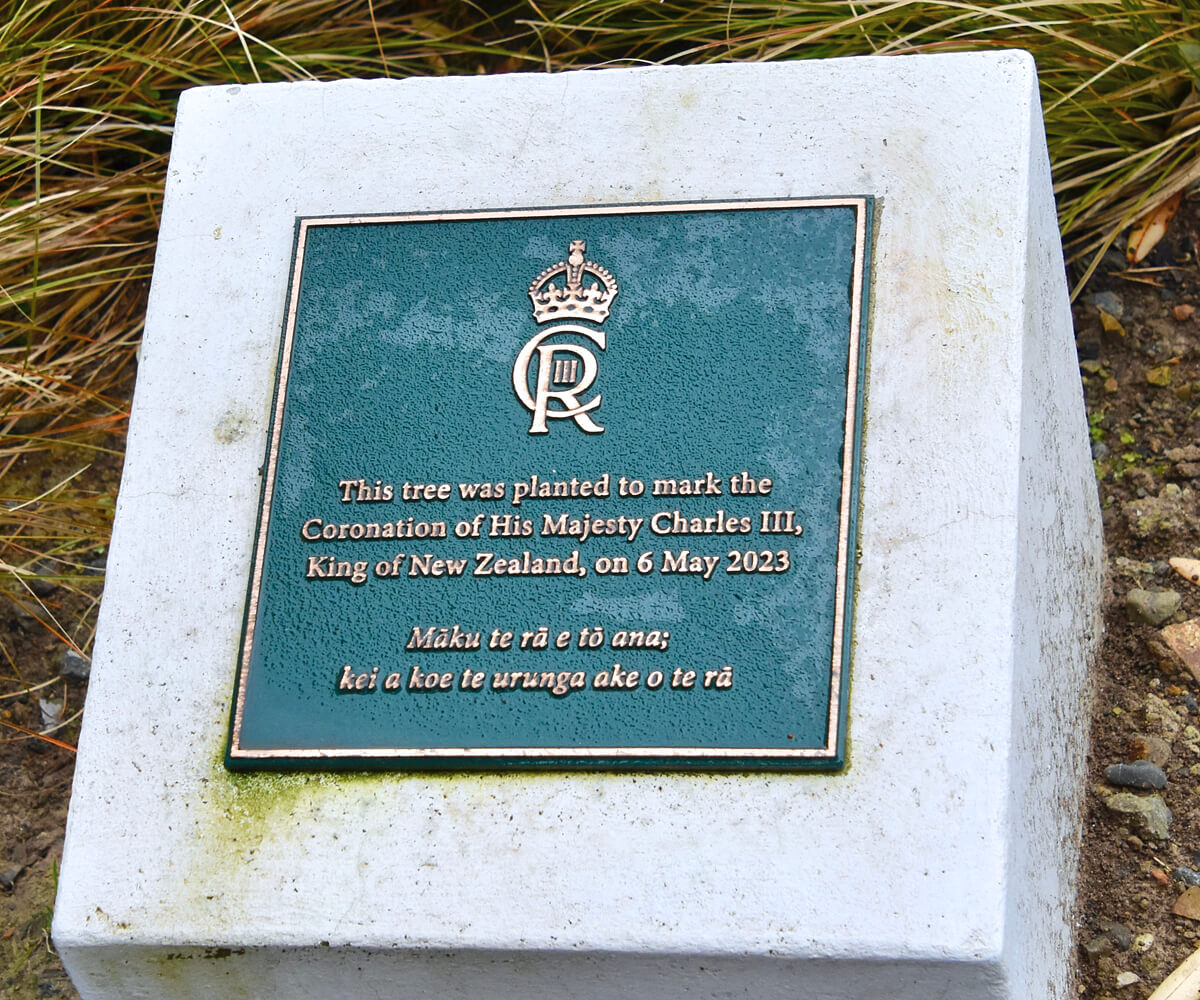 CR III
This tree was planted to mark the
Coronation of His Majesty Charles III,
King of New Zealand, on 6 May 2023
Māku te rā e tō ana;
kei a koe te urunga ake o te rā